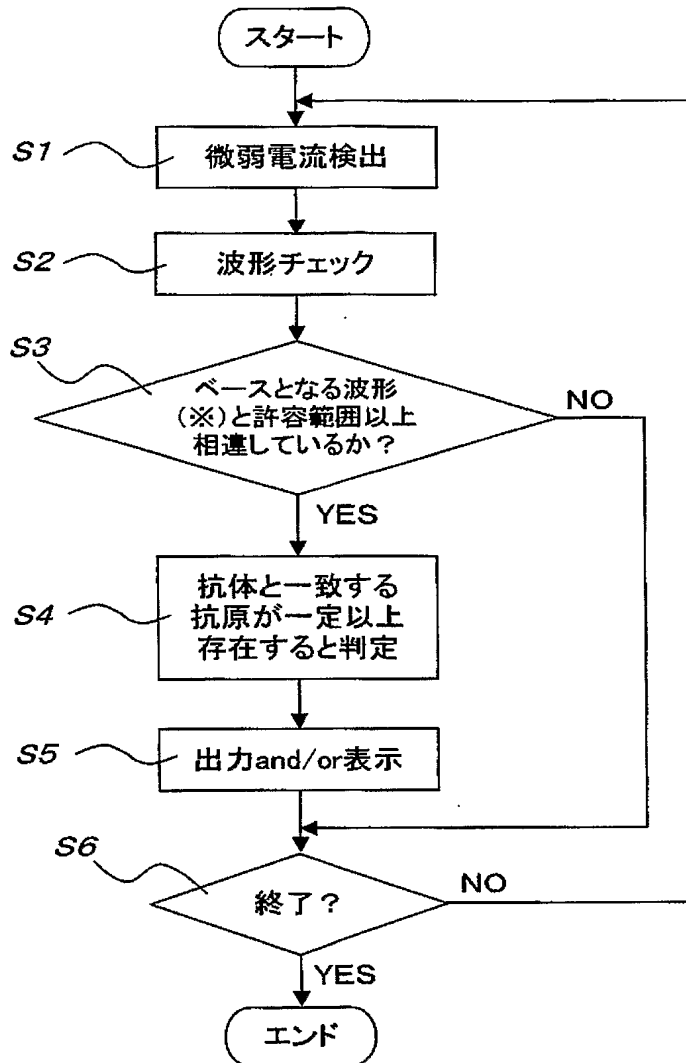 スタート
S1
微弱電流検出
S2
波形チェック
S3
ベースとなる波形
(※)と許容範囲以上
相違しているか？
NO
YES
S4
抗体と一致する
抗原が一定以上
存在すると判定
S5
出力and/or表示
S6
終了？
NO
YES
エンド